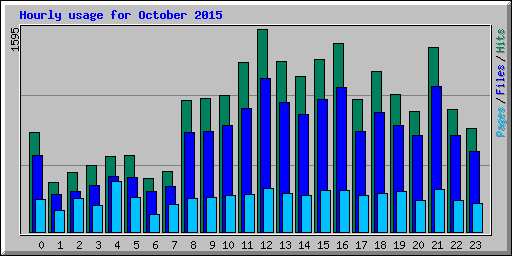 Hourly usage for October 2015
1595
Pages/Files/Hits
0 1 2 3 4 5 6 7 8 9 10 11 12 13 14 15 16 17 18 19 20 21 22 23